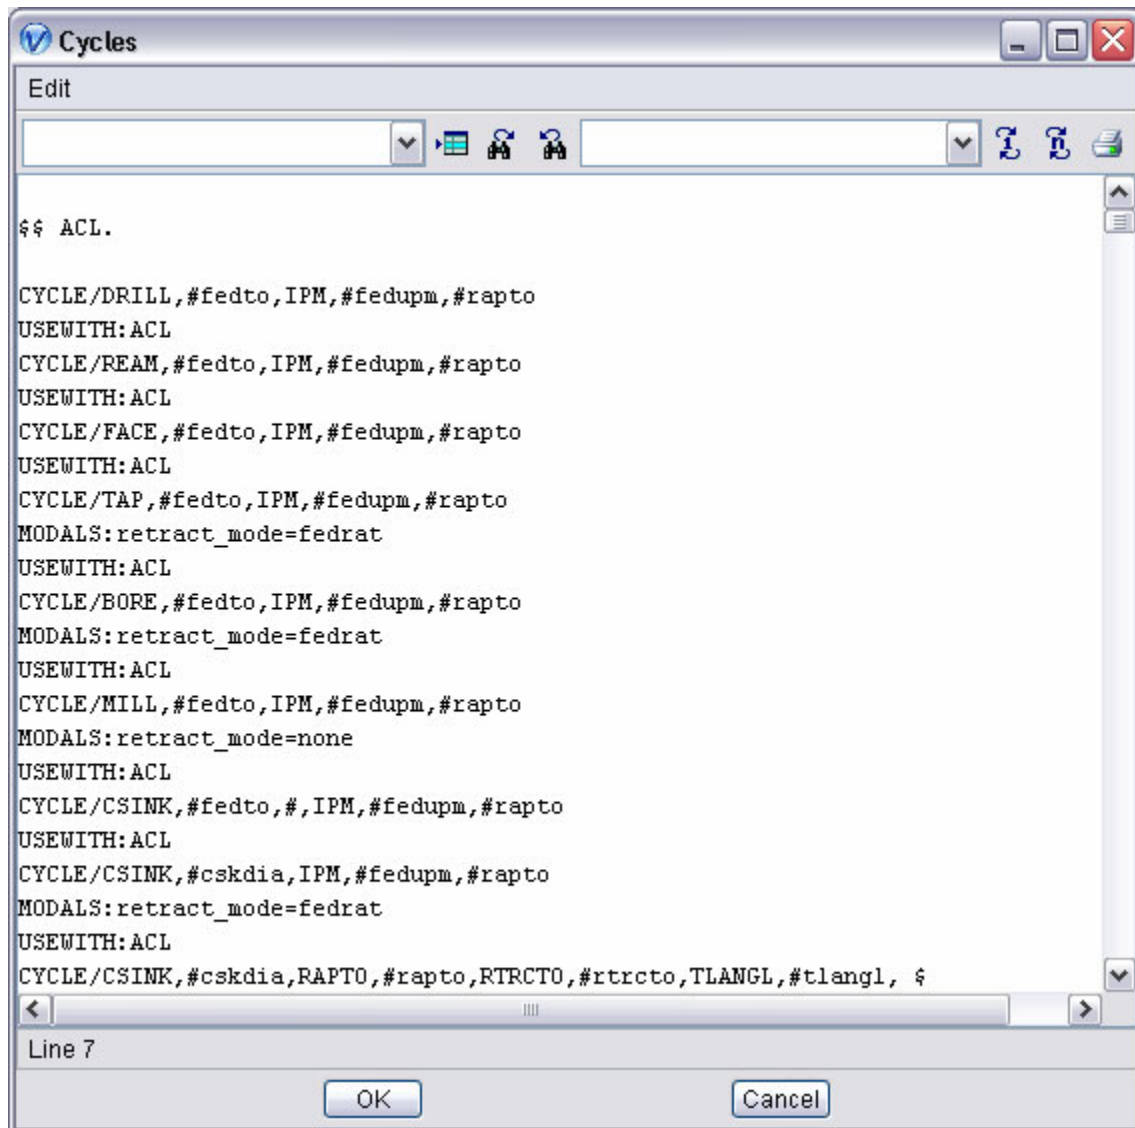 Cycles
Edit
$$ ACL.
CYCLE/DRILL,#fedto,IPM,#fedupm,#rapto
USEWITH:ACL
CYCLE/REAM,#fedto,IPM,#fedupm,#rapto
USEWITH:ACL
CYCLE/FACE,#fedto,IPM,#fedupm,#rapto
USEWITH:ACL
CYCLE/TAP,#fedto,IPM,#fedupm,#rapto
MODALS:retract_mode=fedrat
USEWITH:ACL
CYCLE/BORE,#fedto,IPM,#fedupm,#rapto
MODALS:retract_mode=fedrat
USEWITH:ACL
CYCLE/MILL,#fedto,IPM,#fedupm,#rapto
MODALS:retract_mode=none
USEWITH:ACL
CYCLE/CSINK,#fedto,#,IPM,#fedupm,#rapto
USEWITH:ACL
CYCLE/CSINK,#cskdia,IPM,#fedupm,#rapto
MODALS:retract_mode=fedrat
USEWITH:ACL
CYCLE/CSINK,#cskdia,RAPTO,#rapto,RTRCTO,#rtrcto,TLANGL,#tlangl, $
Line 7
OK Cancel